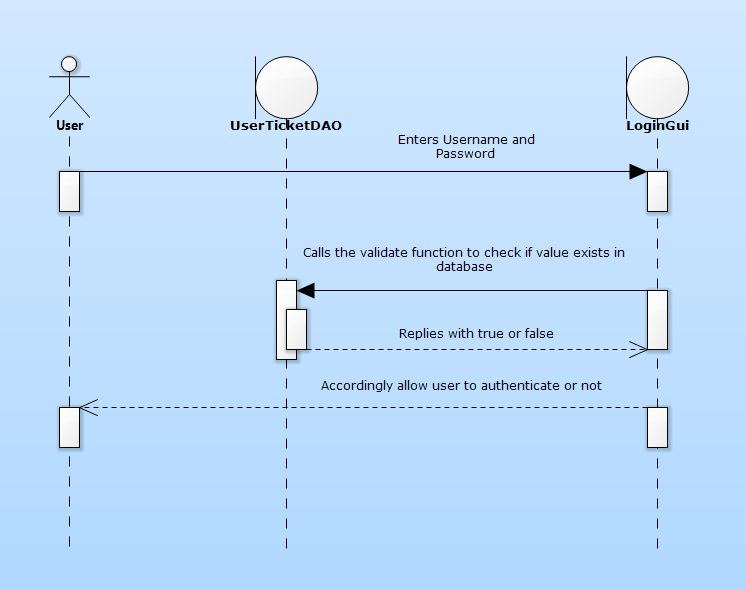 User
UserTicketDAO
LoginGui
Enters Username and
Password
Calls the validate function to check if value exists in
database
Replies with true or false
Accordingly allow user to authenticate or not